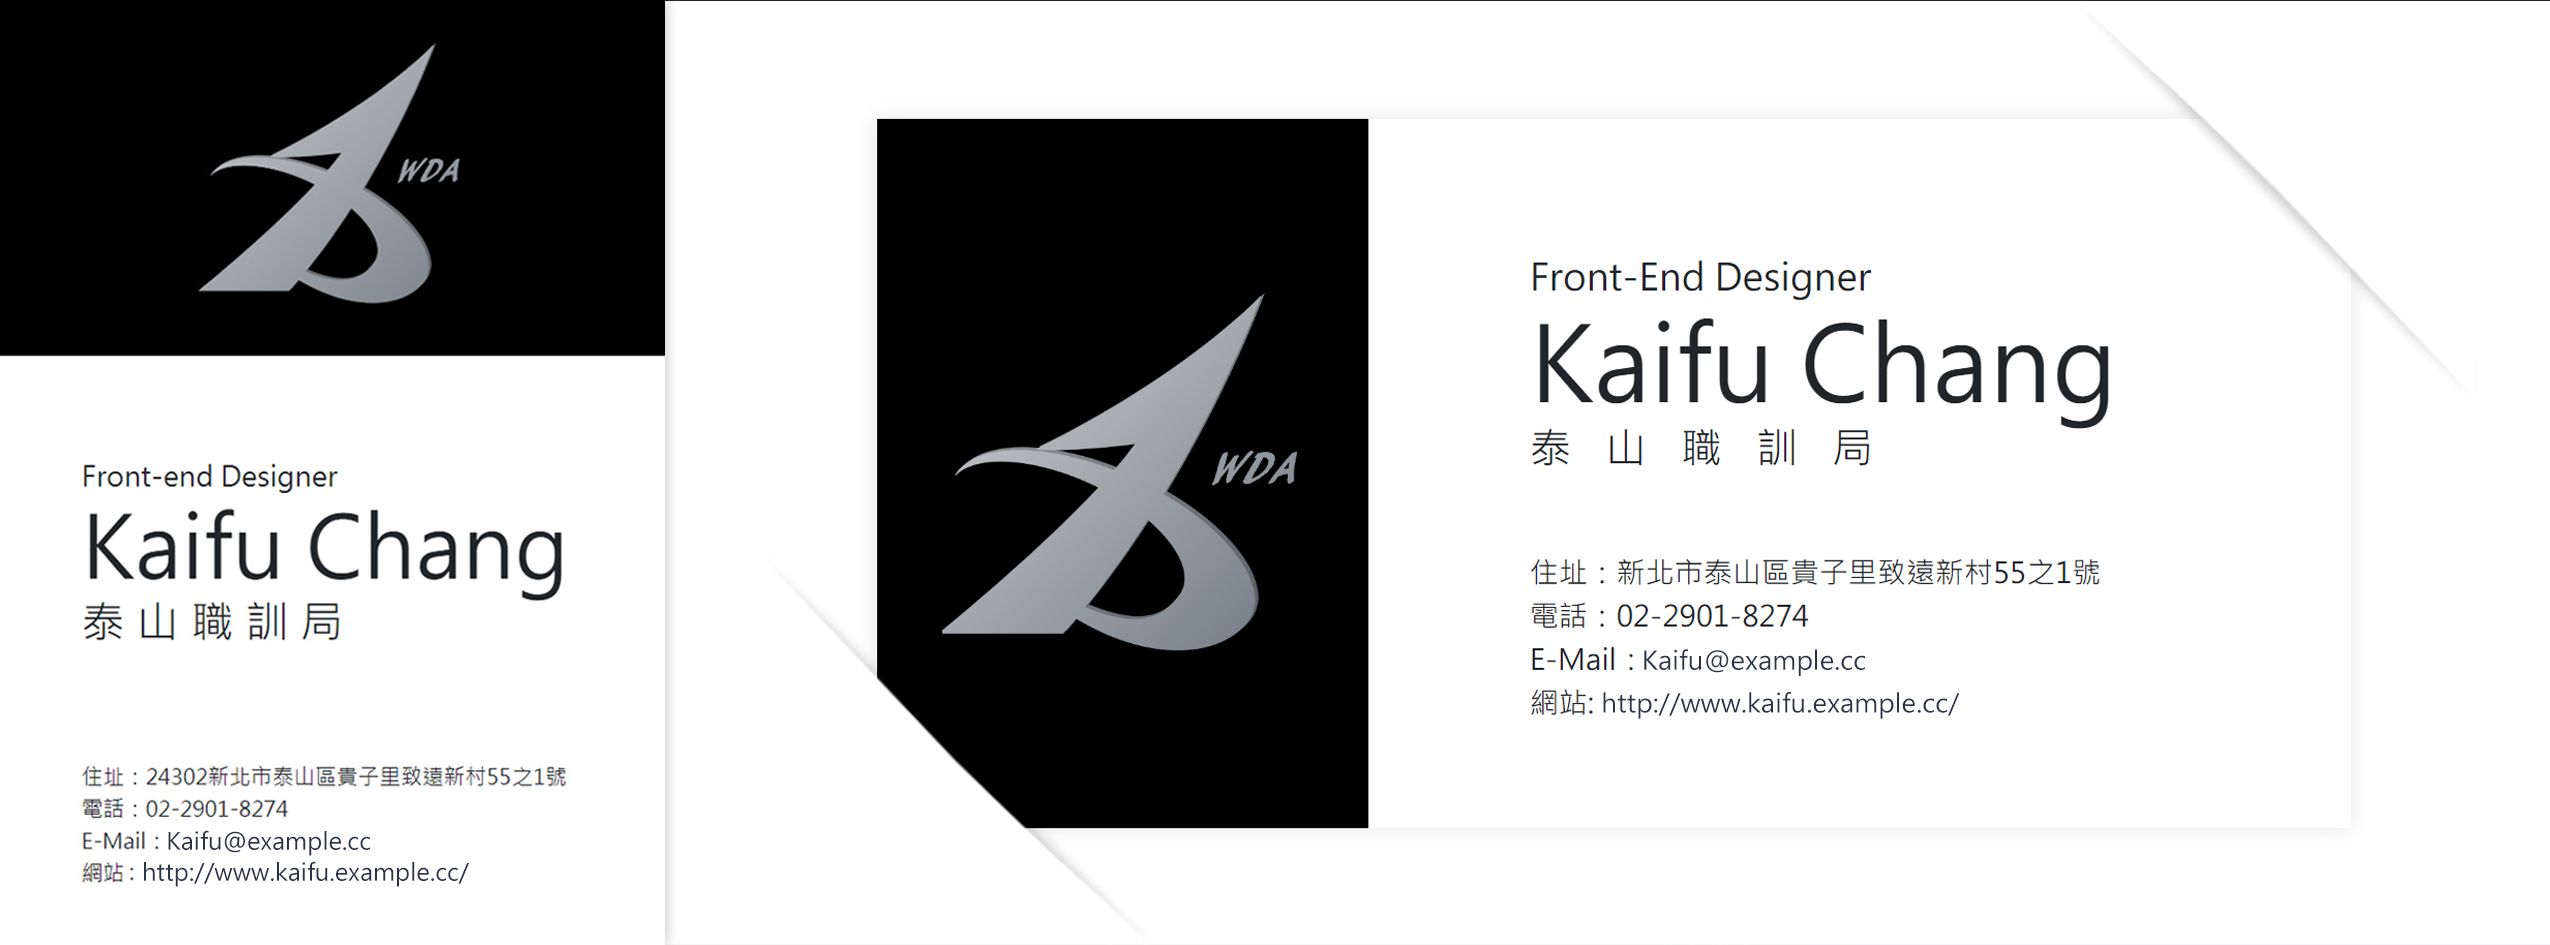 WDA
Front-end Designer
Kaifu Chang
泰山職訓局
住址：24302新北市泰山區貴子里致遠新村55之1號
電話：02-2901-8274
E-Mail : Kaifu@example.cc
網站 : http://www.kaifu.example.cc/
WDA
Front-End Designer
Kaifu Chang
泰山職訓局
住址：新北市泰山區貴子里致遠新村55之1號
電話：02-2901-8274
E-Mail : Kaifu@example.cc
網站: http://www.kaifu.example.cc/